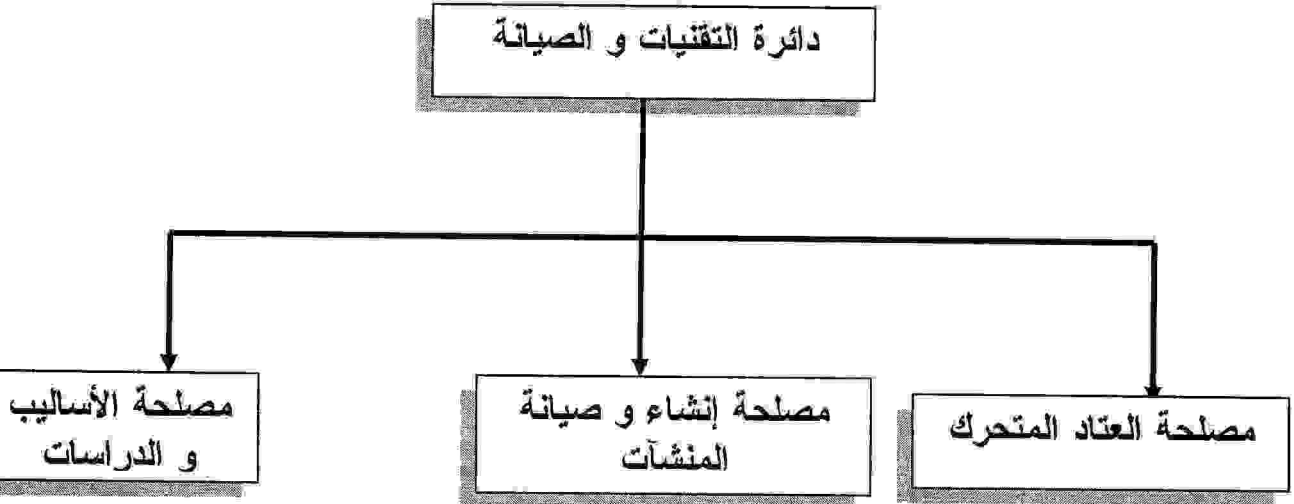 دائرة التقنيات و الصيانة
مصلحة العتاد المتحرك
مصلحة إنشاء و صيانة
المنشآت
مصلحة الأساليب
و الدراسات